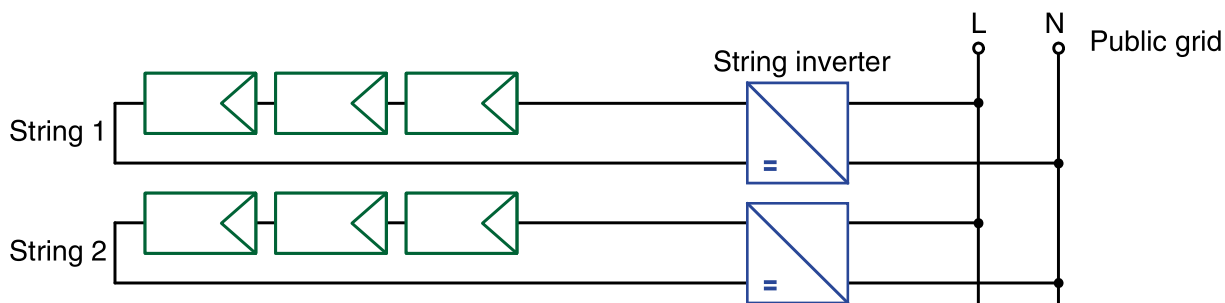 L N
Public grid
String inverter
String 1
=
String 2
=